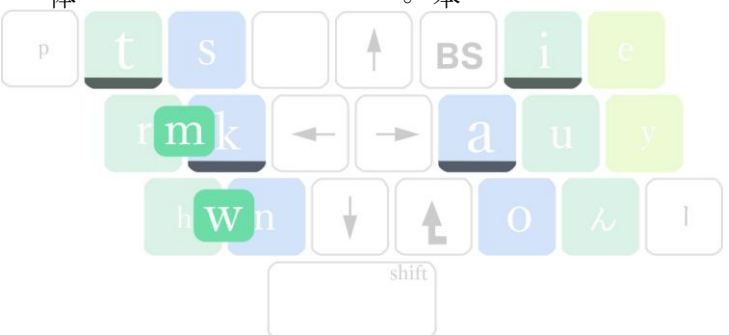 p t s ↑ BS i e
r m k ← → a u y
h w n ↓ o ん l
shift